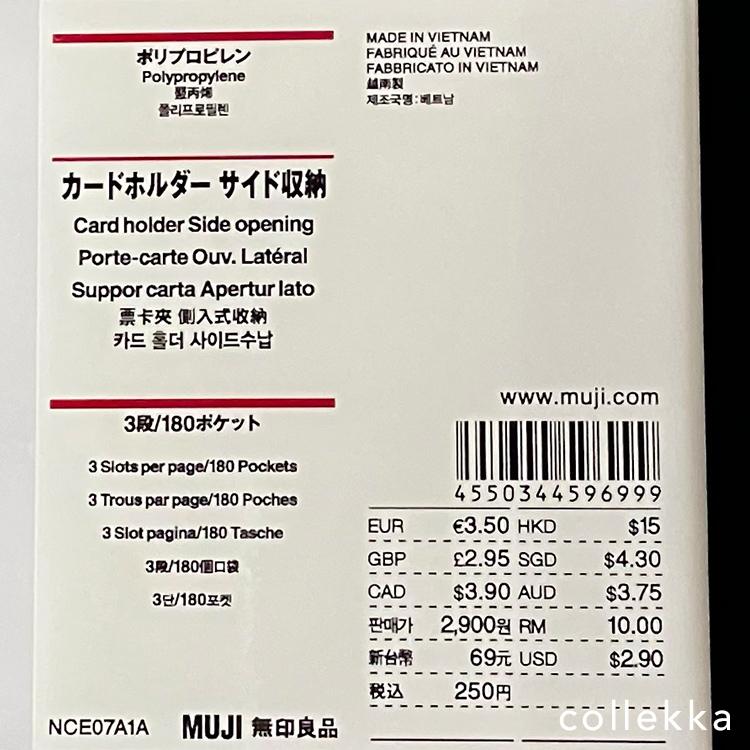 ポリプロピレン
Polypropylene
聚丙烯
폴리프로필렌
カードホルダー サイド収納
Card holder Side opening
Porte-carte Ouv. Latéral
Suppor carta Apertur lato
票卡夾 側入式收納
카드 홀더 사이드수납
3段/180ポケット
3 Slots per page/180 Pockets
3 Trous par page/180 Poches
3 Slot pagina/180 Tasche
3段/180個口袋
3단/180포켓
NCE07A1A MUJI 無印良品
MADE IN VIETNAM
FABRIQUÉ AU VIETNAM
FABBRICATO IN VIETNAM
越南製
제조국명:베트남
www.muji.com
4550344596999
EUR €3.50 HKD $15
GBP £2.95 SGD $4.30
CAD $3.90 AUD $3.75
판매가 2,900원 RM 10.00
新台幣 69元 USD $2.90
税込 250円
collekka